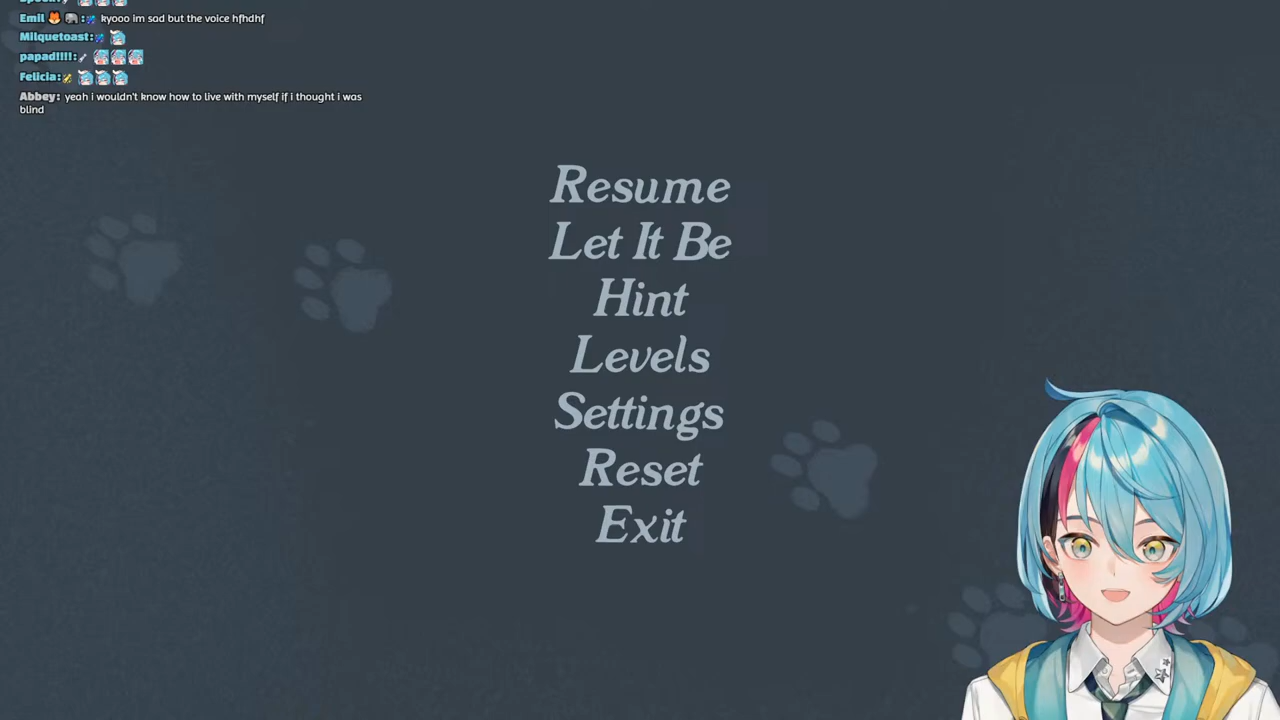 Emil: kyooo im sad but the voice hfhdhf
Milquetoast:
papad!!!!:
Felicia:
Abbey: yeah i wouldn't know how to live with myself if i thought i was
blind
Resume
Let It Be
Hint
Levels
Settings
Reset
Exit